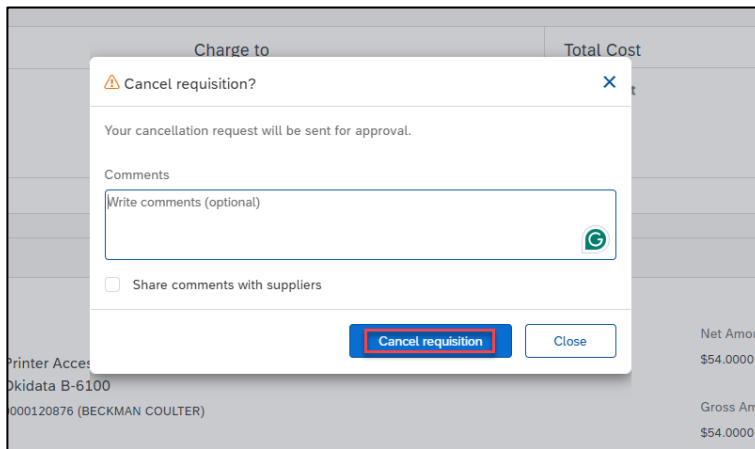 Charge to
Total Cost
Cancel requisition?
Your cancellation request will be sent for approval.
Comments
Write comments (optional)
Share comments with suppliers
Cancel requisition
Close
Printer Acces
Okidata B-6100
0000120876 (BECKMAN COULTER)
Net Amou
$54.0000
Gross Am
$54.0000